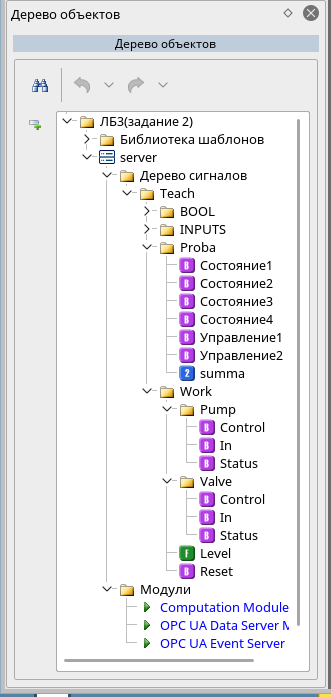 Дерево объектов
Дерево объектов
ЛБ3(задание 2)
Библиотека шаблонов
server
Дерево сигналов
Teach
BOOL
INPUTS
Proba
B Состояние1
B Состояние2
B Состояние3
B Состояние4
B Управление1
B Управление2
2 summa
Work
Pump
B Control
B In
B Status
Valve
B Control
B In
B Status
F Level
B Reset
Модули
Computation Module
OPC UA Data Server M
OPC UA Event Server